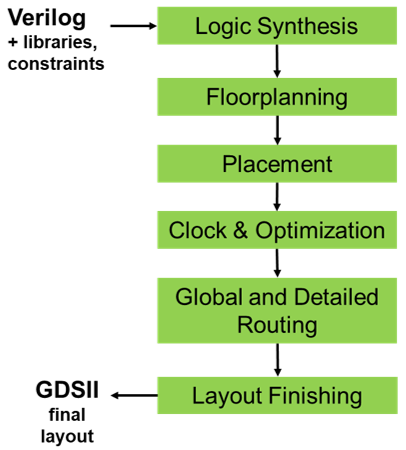 Verilog
+ libraries,
constraints
Logic Synthesis
Floorplanning
Placement
Clock & Optimization
Global and Detailed
Routing
Layout Finishing
GDSII
final
layout